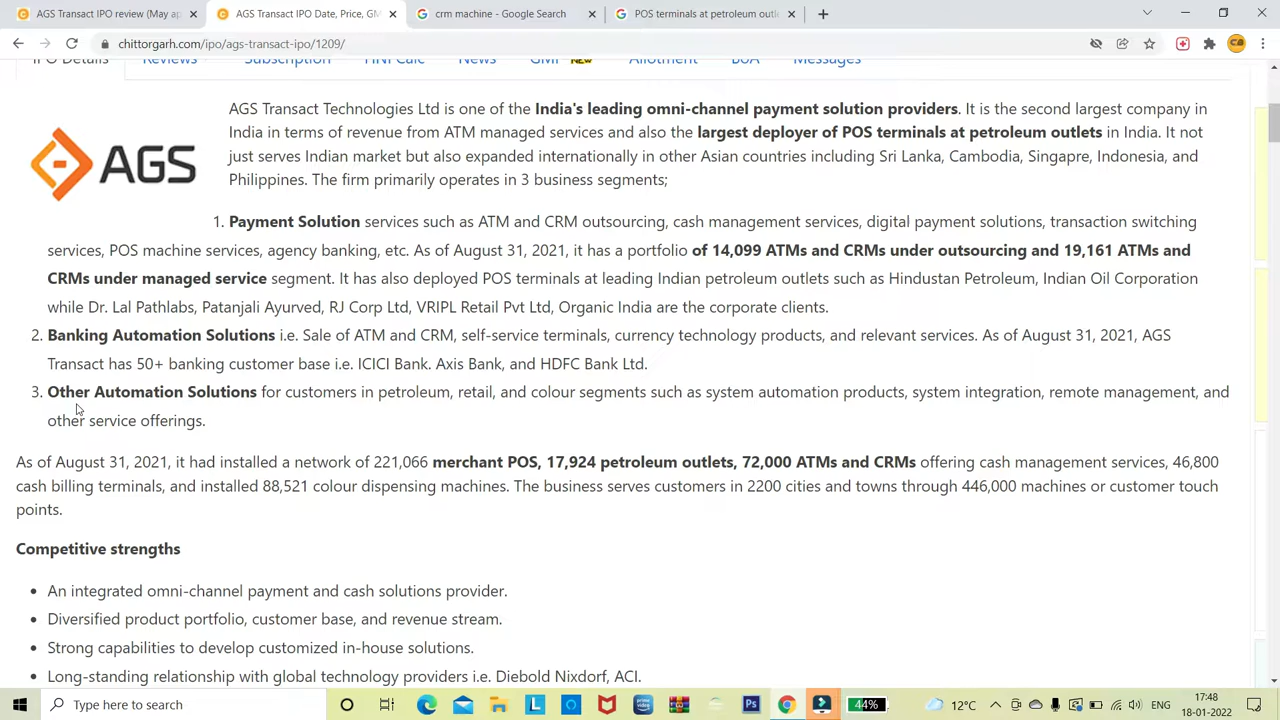 AGS Transact IPO review (May ap
AGS Transact IPO Date, Price, GM
crm machine - Google Search
POS terminals at petroleum outl
chittorgarh.com/ipo/ags-transact-ipo/1209/
IPO Details Reviews Subscription HNI Calc News GMP NEW Allotment BoA Messages
AGS Transact Technologies Ltd is one of the India's leading omni-channel payment solution providers. It is the second largest company in
India in terms of revenue from ATM managed services and also the largest deployer of POS terminals at petroleum outlets in India. It not
AGS
just serves Indian market but also expanded internationally in other Asian countries including Sri Lanka, Cambodia, Singapre, Indonesia, and
Philippines. The firm primarily operates in 3 business segments;
1. Payment Solution services such as ATM and CRM outsourcing, cash management services, digital payment solutions, transaction switching
services, POS machine services, agency banking, etc. As of August 31, 2021, it has a portfolio of 14,099 ATMs and CRMs under outsourcing and 19,161 ATMs and
CRMs under managed service segment. It has also deployed POS terminals at leading Indian petroleum outlets such as Hindustan Petroleum, Indian Oil Corporation
while Dr. Lal Pathlabs, Patanjali Ayurved, RJ Corp Ltd, VRIPL Retail Pvt Ltd, Organic India are the corporate clients.
2. Banking Automation Solutions i.e. Sale of ATM and CRM, self-service terminals, currency technology products, and relevant services. As of August 31, 2021, AGS
Transact has 50+ banking customer base i.e. ICICI Bank. Axis Bank, and HDFC Bank Ltd.
3. Other Automation Solutions for customers in petroleum, retail, and colour segments such as system automation products, system integration, remote management, and
other service offerings.
As of August 31, 2021, it had installed a network of 221,066 merchant POS, 17,924 petroleum outlets, 72,000 ATMs and CRMs offering cash management services, 46,800
cash billing terminals, and installed 88,521 colour dispensing machines. The business serves customers in 2200 cities and towns through 446,000 machines or customer touch
points.
Competitive strengths
• An integrated omni-channel payment and cash solutions provider.
• Diversified product portfolio, customer base, and revenue stream.
• Strong capabilities to develop customized in-house solutions.
• Long-standing relationship with global technology providers i.e. Diebold Nixdorf, ACI.
Type here to search
44%
12°C
ENG
17:48
18-01-2022